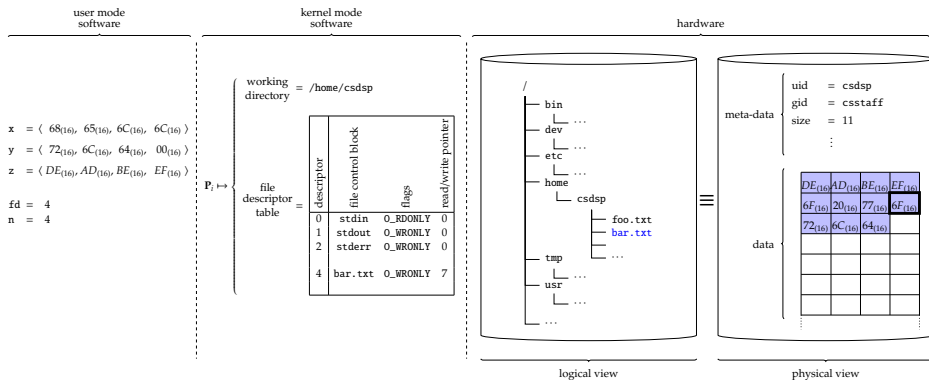 user mode
software
kernel mode
software
hardware
x = ⟨ 68(16), 65(16), 6C(16), 6C(16) ⟩
y = ⟨ 72(16), 6C(16), 64(16), 00(16) ⟩
z = ⟨ DE(16), AD(16), BE(16), EF(16) ⟩
fd = 4
n = 4
Pi ↦
working
directory = /home/csdsp
file
descriptor
table =
descriptor file control block flags read/write pointer
0 stdin O_RDONLY 0
1 stdout O_WRONLY 0
2 stderr O_WRONLY 0
4 bar.txt O_WRONLY 7
/
bin
...
dev
...
etc
...
home
csdsp
foo.txt
bar.txt
...
tmp
...
usr
...
...
logical view
≡
meta-data
uid = csdsp
gid = csstaff
size = 11
⋮
data
DE(16) AD(16) BE(16) EF(16)
6F(16) 20(16) 77(16) 6F(16)
72(16) 6C(16) 64(16)
physical view